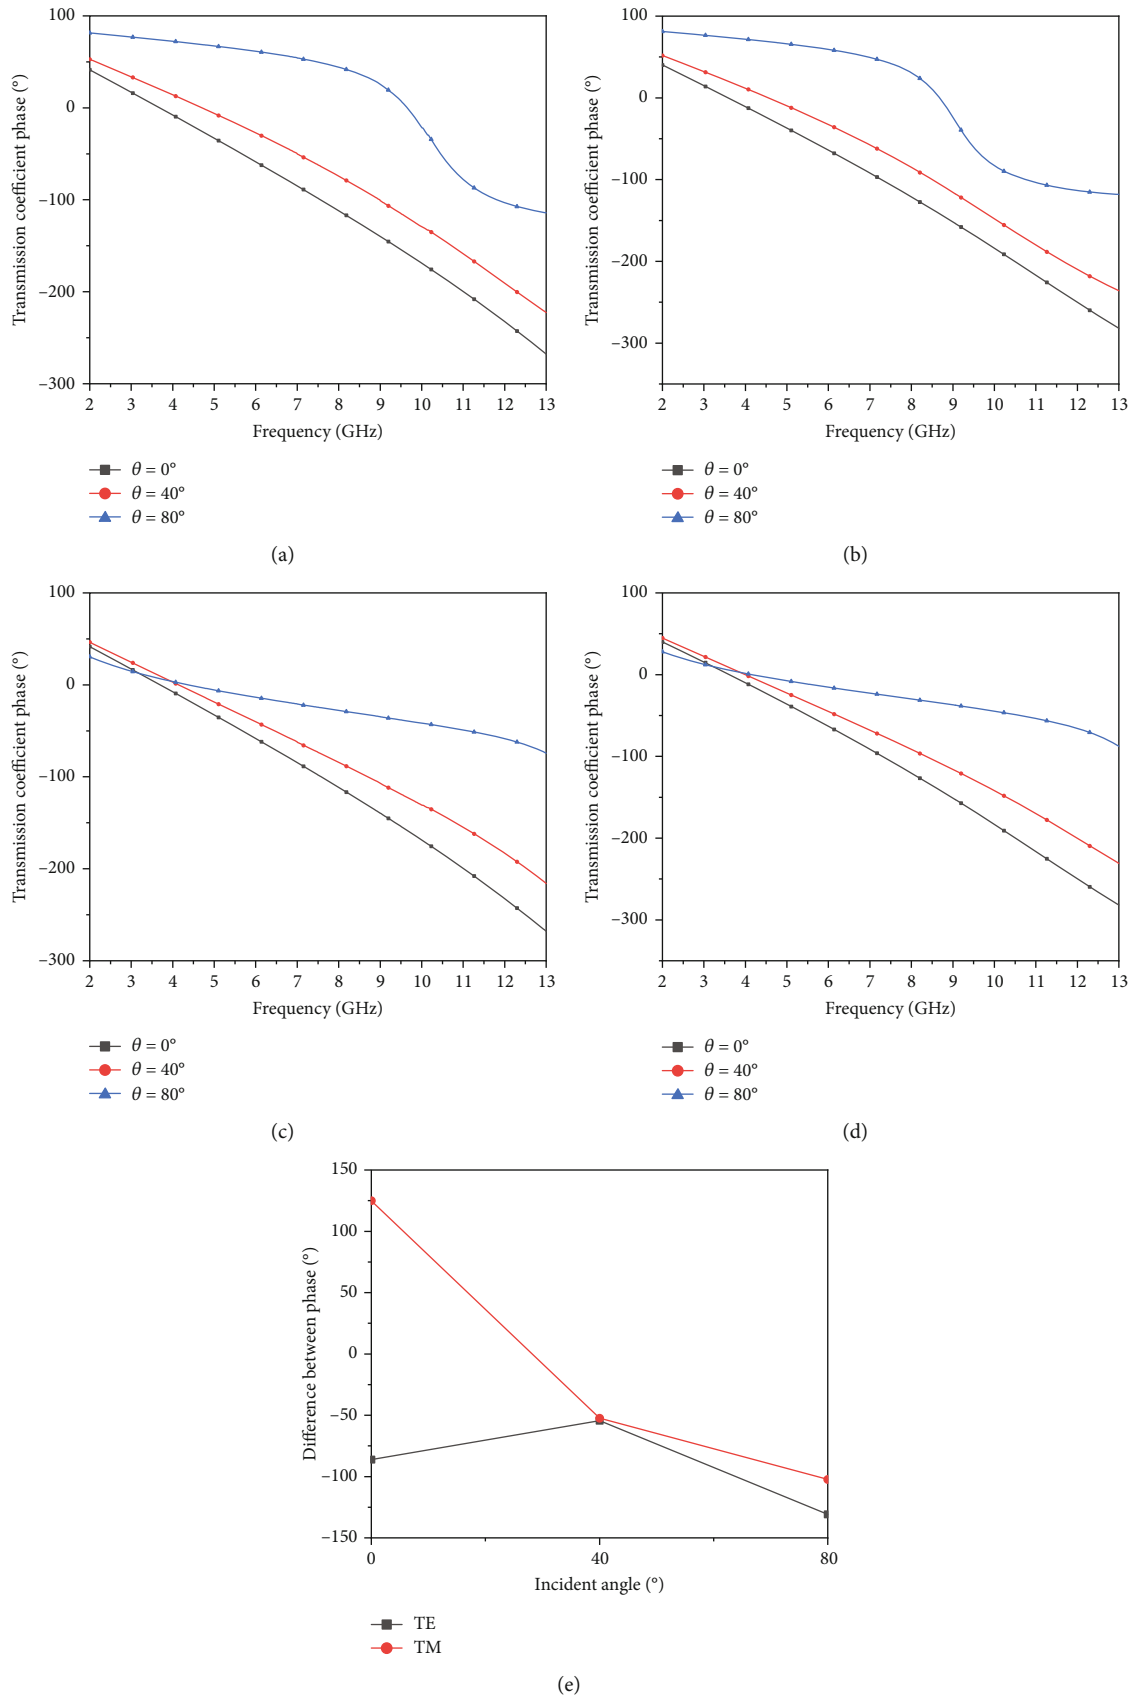 100
0
−100
−200
−300
Transmission coefficient phase (°)
2 3 4 5 6 7 8 9 10 11 12 13
Frequency (GHz)
θ = 0°
θ = 40°
θ = 80°
(a)
100
0
−100
−200
−300
Transmission coefficient phase (°)
2 3 4 5 6 7 8 9 10 11 12 13
Frequency (GHz)
θ = 0°
θ = 40°
θ = 80°
(b)
100
0
−100
−200
−300
Transmission coefficient phase (°)
2 3 4 5 6 7 8 9 10 11 12 13
Frequency (GHz)
θ = 0°
θ = 40°
θ = 80°
(c)
100
0
−100
−200
−300
Transmission coefficient phase (°)
2 3 4 5 6 7 8 9 10 11 12 13
Frequency (GHz)
θ = 0°
θ = 40°
θ = 80°
(d)
150
100
50
0
−50
−100
−150
Difference between phase (°)
0 40 80
Incident angle (°)
TE
TM
(e)